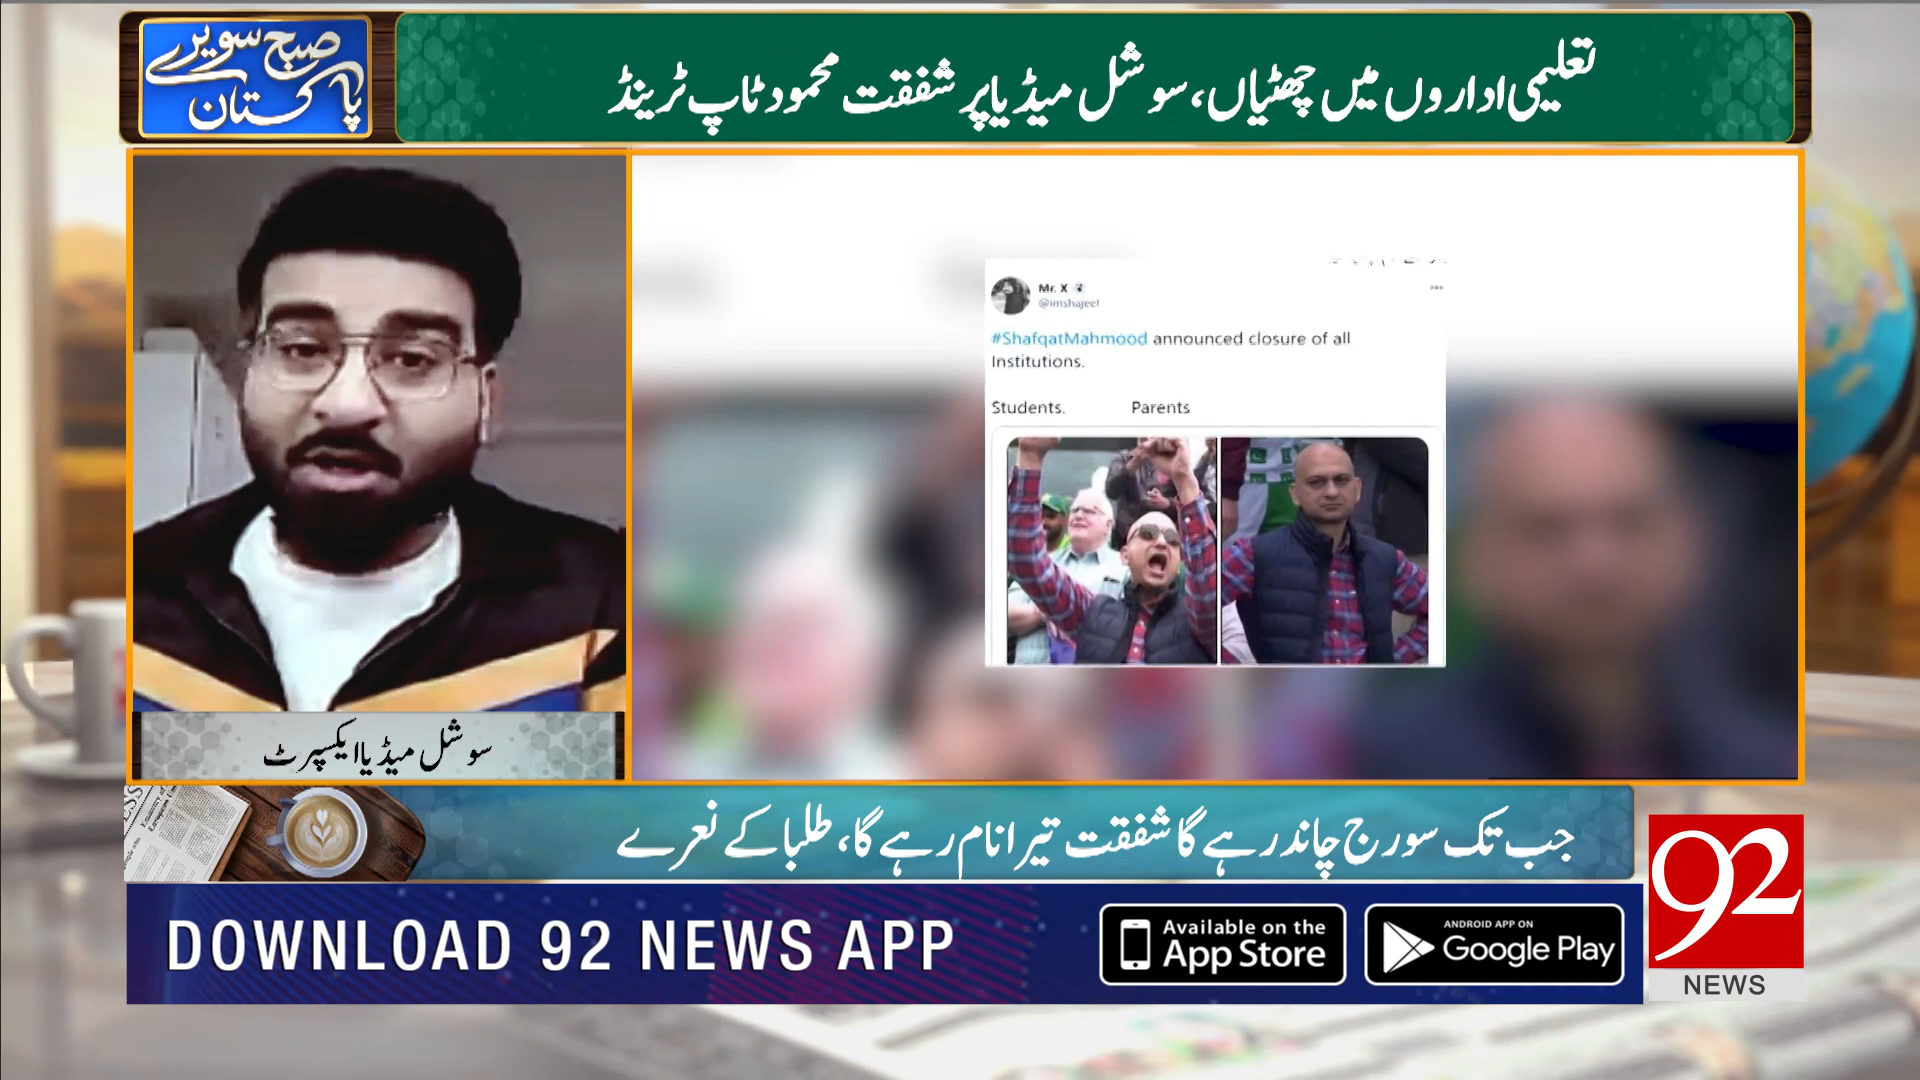 صبح سویرے پاکستان
تعلیمی اداروں میں چھٹیاں، سوشل میڈیا پر شفقت محمود ٹاپ ٹرینڈ
Mr. X
@imshajeel
#ShafqatMahmood announced closure of all
Institutions.
Students. Parents
سوشل میڈیا ایکسپرٹ
جب تک سورج چاند رہے گا شفقت تیرا نام رہے گا، طلبا کے نعرے
DOWNLOAD 92 NEWS APP
Available on the
App Store
ANDROID APP ON
Google Play
92
NEWS